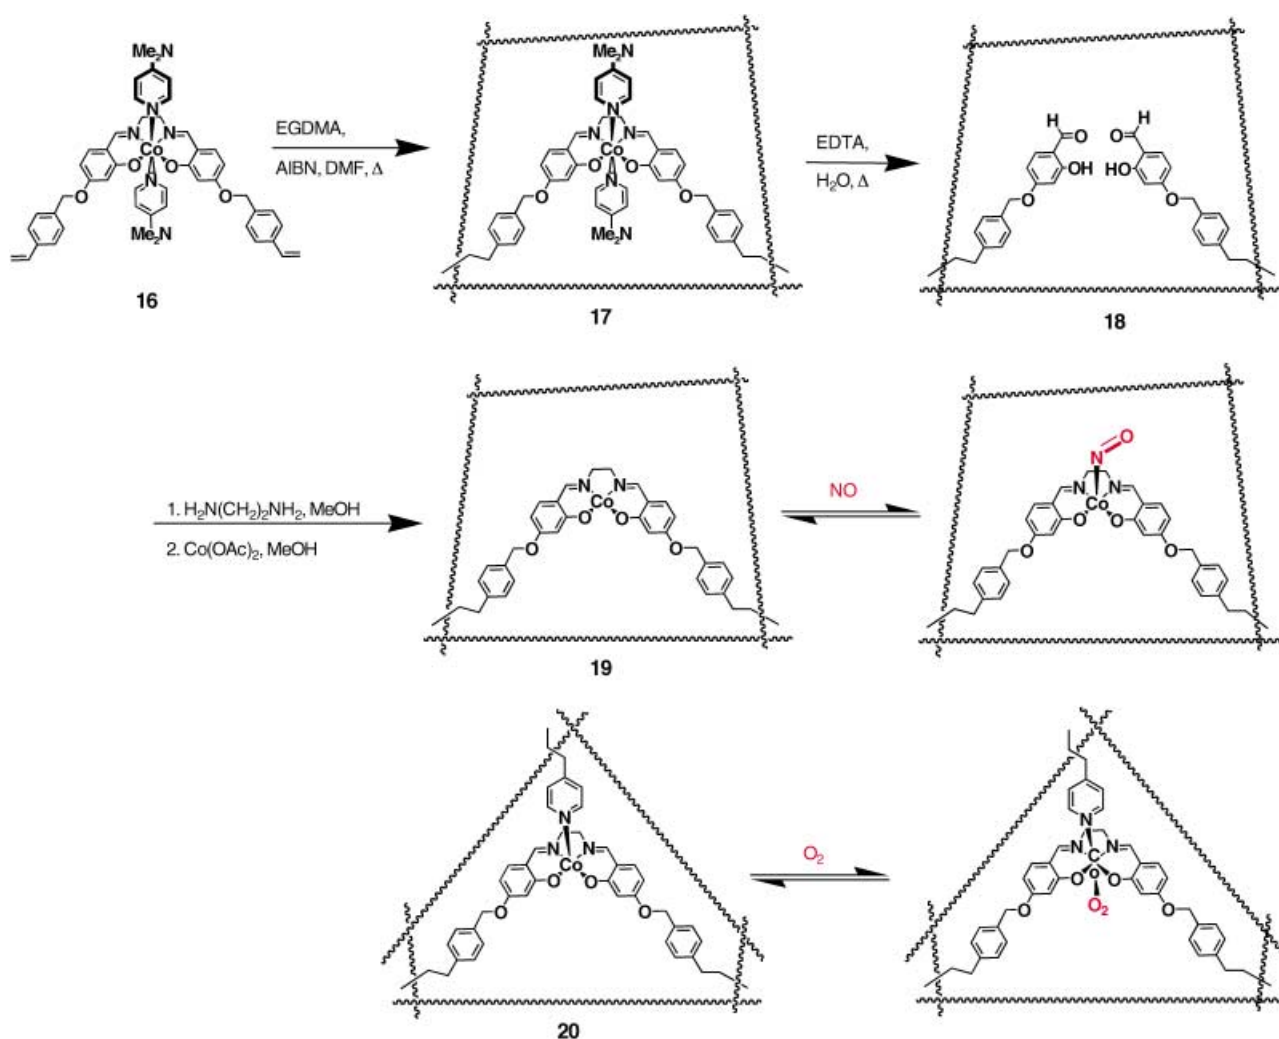 Me2N
N
N
N
Co
O
O
N
O
O
Me2N
16
EGDMA,
AIBN, DMF, Δ
Me2N
N
N
N
Co
O
O
N
O
O
Me2N
17
EDTA,
H2O, Δ
H
O
OH
O
H
O
HO
O
18
1. H2N(CH2)2NH2, MeOH
2. Co(OAc)2, MeOH
N
N
Co
O
O
O
O
19
NO
O
N
N
N
Co
O
O
O
O
N
N
N
Co
O
O
O
O
20
O2
N
N
N
C
O
o
O
O2
O
O